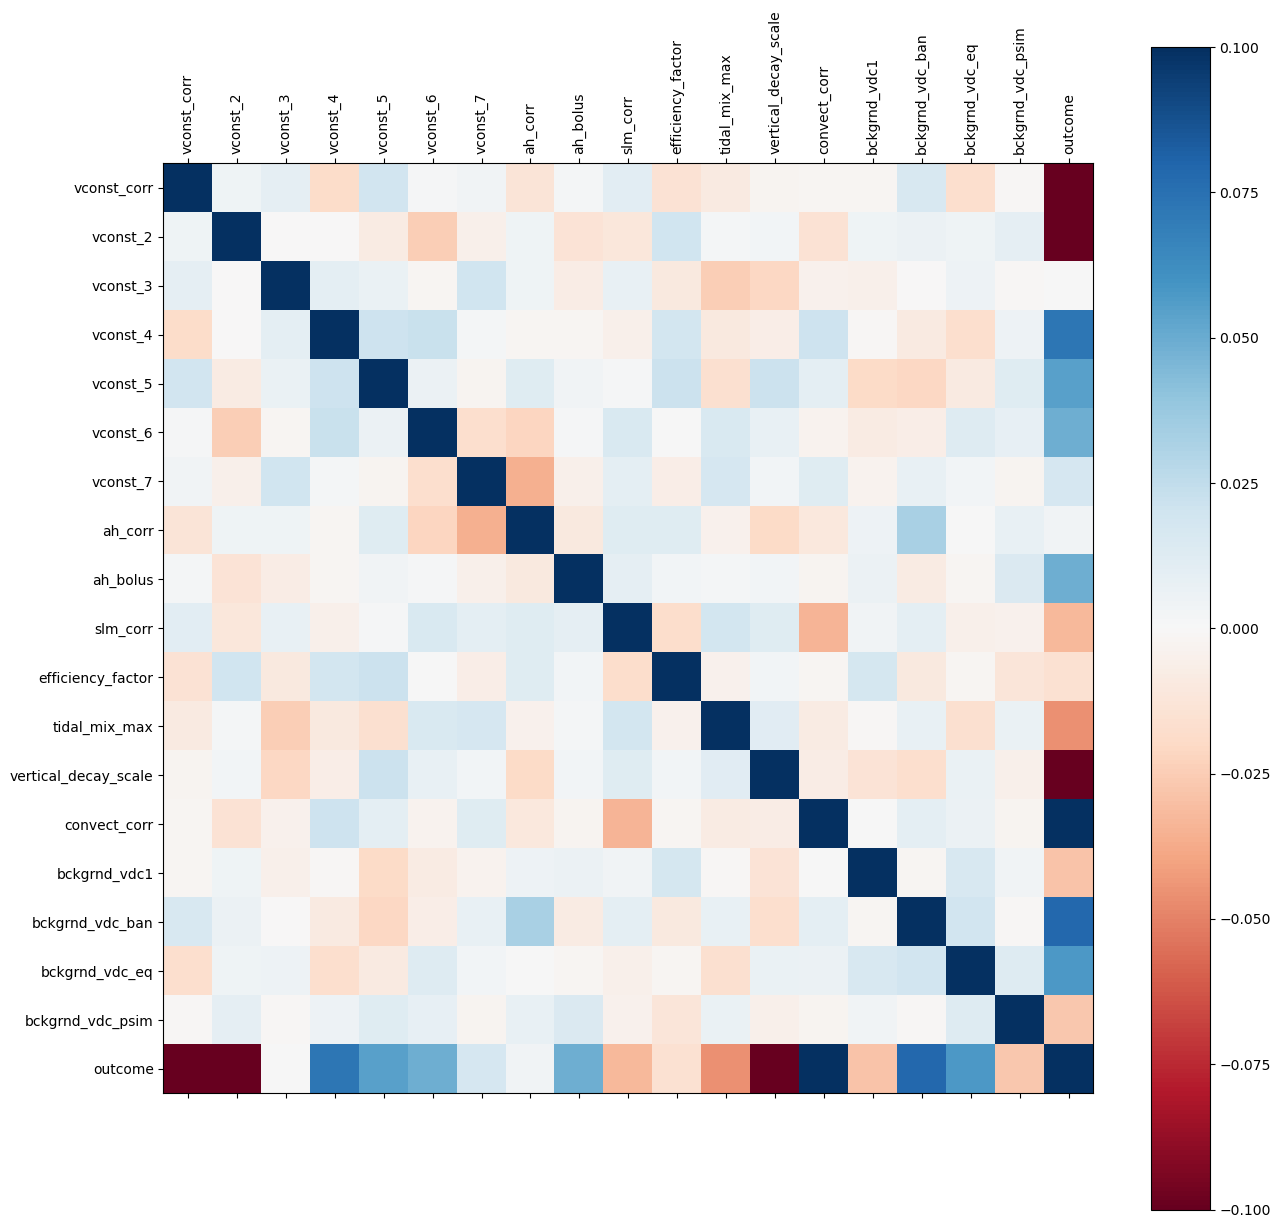 vconst_corr
vconst_2
vconst_3
vconst_4
vconst_5
vconst_6
vconst_7
ah_corr
ah_bolus
slm_corr
efficiency_factor
tidal_mix_max
vertical_decay_scale
convect_corr
bckgrnd_vdc1
bckgrnd_vdc_ban
bckgrnd_vdc_eq
bckgrnd_vdc_psim
outcome
vconst_corr
vconst_2
vconst_3
vconst_4
vconst_5
vconst_6
vconst_7
ah_corr
ah_bolus
slm_corr
efficiency_factor
tidal_mix_max
vertical_decay_scale
convect_corr
bckgrnd_vdc1
bckgrnd_vdc_ban
bckgrnd_vdc_eq
bckgrnd_vdc_psim
outcome
0.100
0.075
0.050
0.025
0.000
−0.025
−0.050
−0.075
−0.100